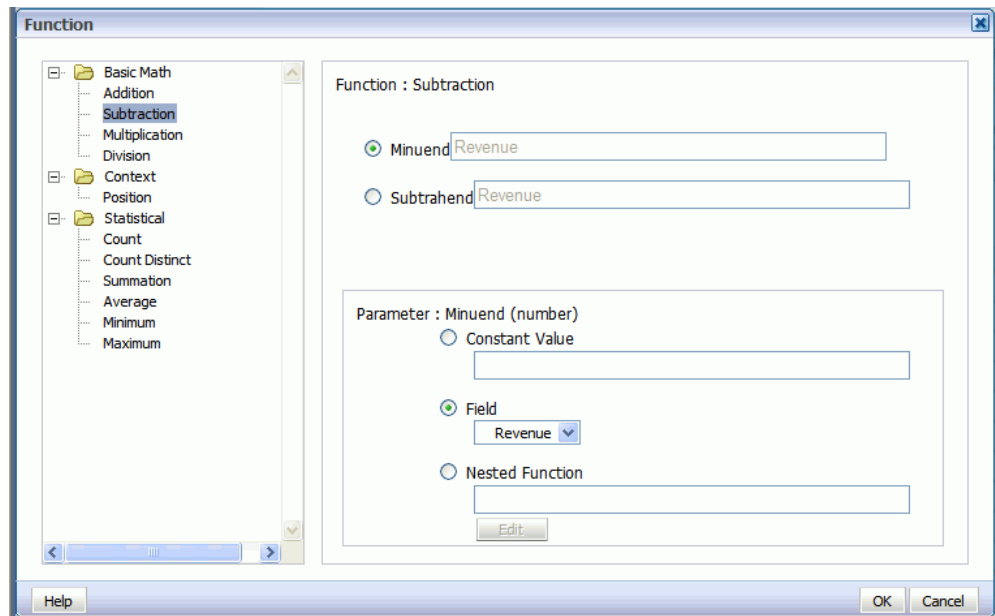 Function
Basic Math
Addition
Subtraction
Multiplication
Division
Context
Position
Statistical
Count
Count Distinct
Summation
Average
Minimum
Maximum
Function : Subtraction
Minuend Revenue
Subtrahend Revenue
Parameter : Minuend (number)
Constant Value
Field
Revenue
Nested Function
Edit
Help
OK Cancel